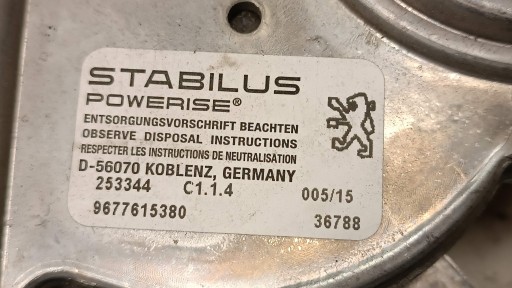 STABILUS
POWERISE®
ENTSORGUNGSVORSCHRIFT BEACHTEN
OBSERVE DISPOSAL INSTRUCTIONS
RESPECTER LES INSTRUCTIONS DE NEUTRALISATION
D-56070 KOBLENZ, GERMANY
253344 C1.1.4 005/15
9677615380 36788